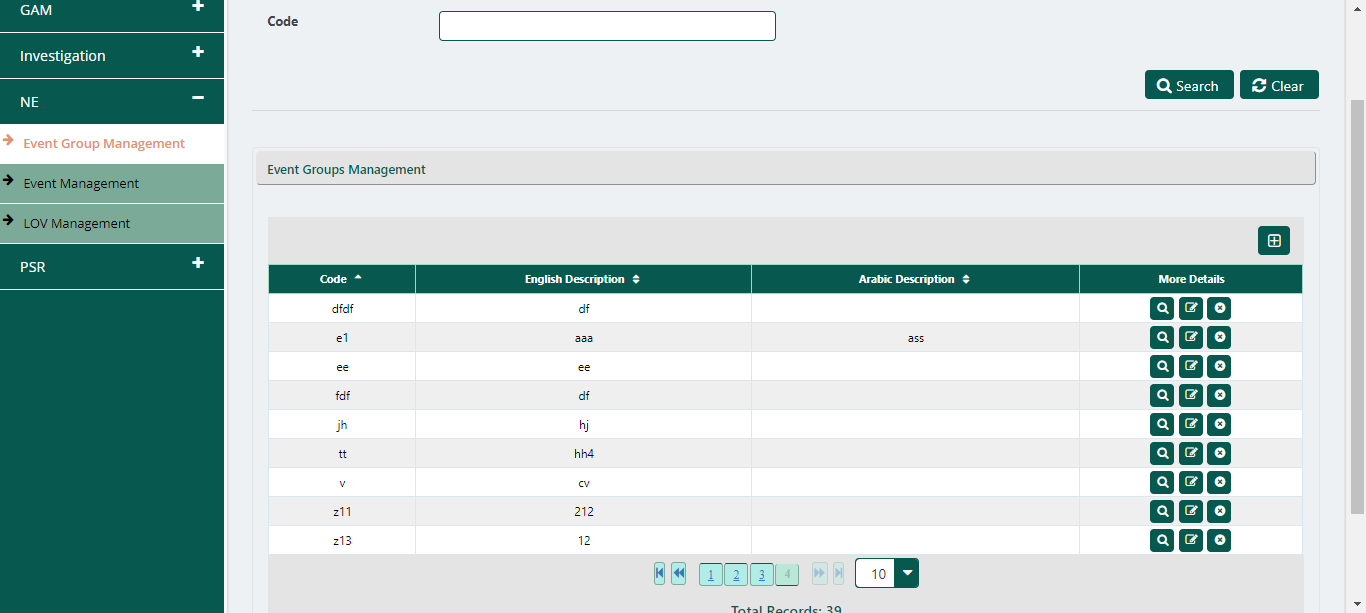 GAM
Investigation
NE
Event Group Management
Event Management
LOV Management
PSR
Code
Search Clear
Event Groups Management
Code English Description Arabic Description More Details
dfdf df
e1 aaa ass
ee ee
fdf df
jh hj
tt hh4
v cv
z11 212
z13 12
1 2 3 4 10
Total Records: 39